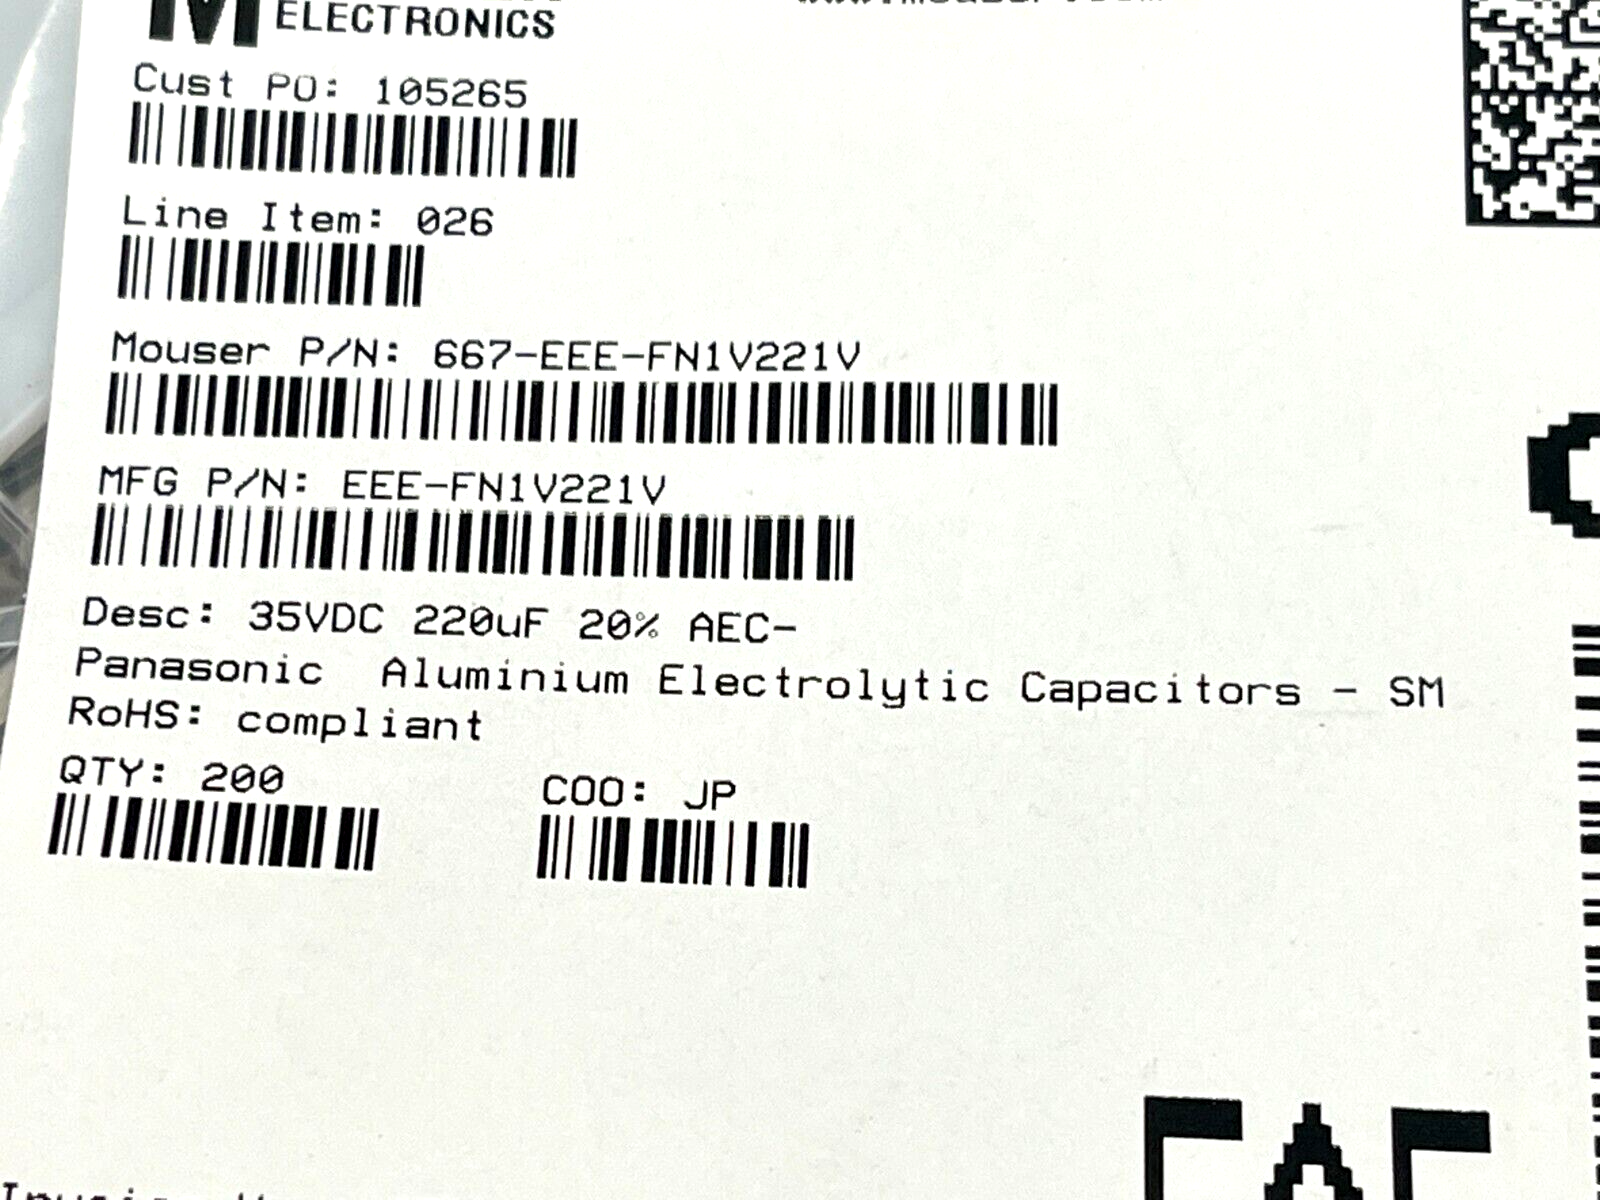 ELECTRONICS
Cust PO: 105265
Line Item: 026
Mouser P/N: 667-EEE-FN1V221V
MFG P/N: EEE-FN1V221V
Desc: 35VDC 220uF 20% AEC-
Panasonic Aluminium Electrolytic Capacitors - SM
RoHS: compliant
QTY: 200
COO: JP